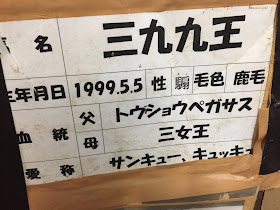 名 三九九王
生年月日 1999.5.5 性 騸 毛色 鹿毛
血統 父 トウショウペガサス
母 三女王
愛称 サンキュー、キュッキュ